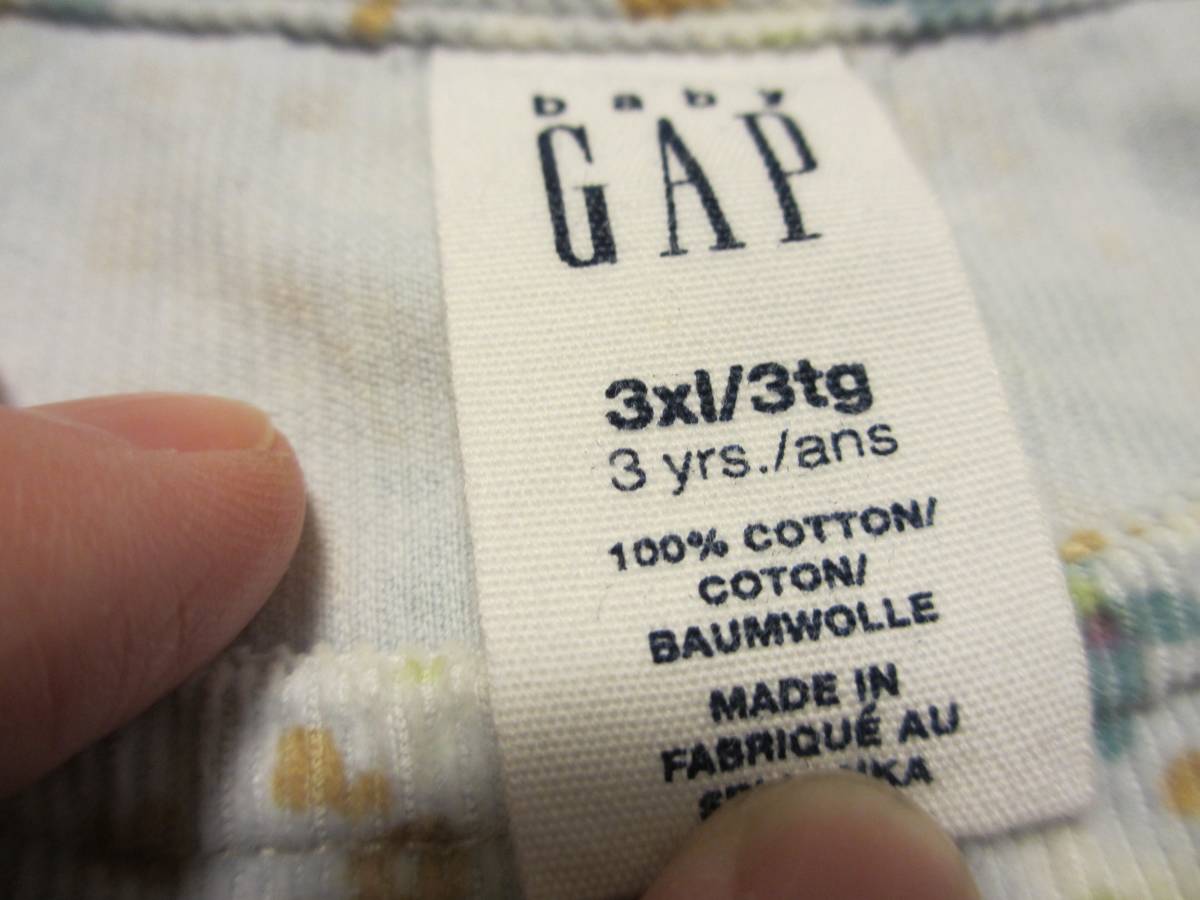 baby
GAP
3xl/3tg
3 yrs./ans
100% COTTON/
COTON/
BAUMWOLLE
MADE IN
FABRIQUÉ AU